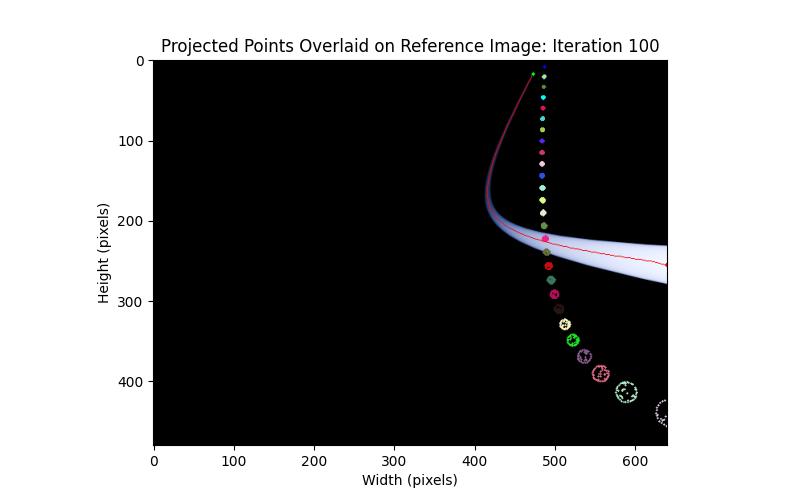 Projected Points Overlaid on Reference Image: Iteration 100
0
100
200
300
400
Height (pixels)
0 100 200 300 400 500 600
Width (pixels)